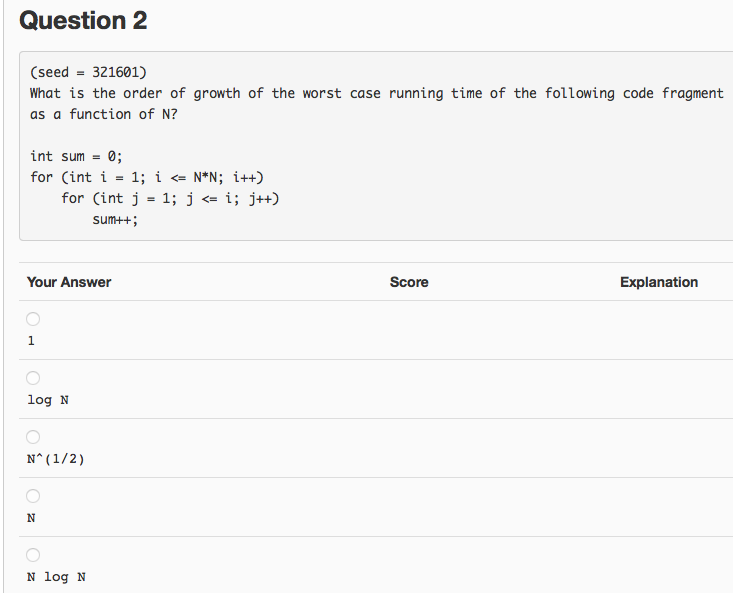 Question 2
(seed = 321601)
What is the order of growth of the worst case running time of the following code fragment
as a function of N?
int sum = 0;
for (int i = 1; i <= N*N; i++)
    for (int j = 1; j <= i; j++)
        sum++;
Your Answer Score Explanation
1
log N
N^(1/2)
N
N log N